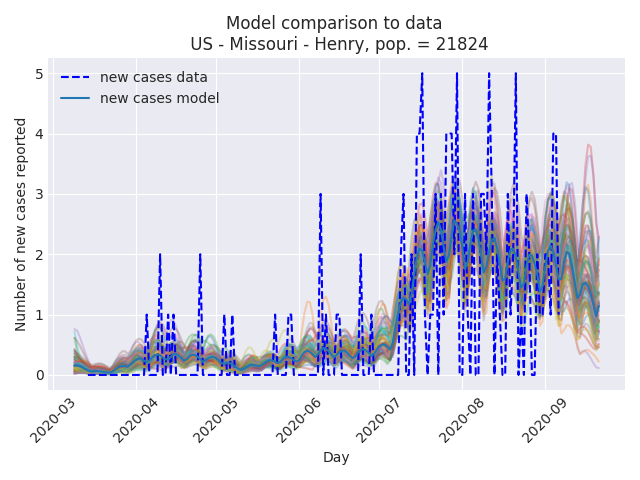 Model comparison to data
US - Missouri - Henry, pop. = 21824
new cases data
new cases model
Number of new cases reported
5
4
3
2
1
0
2020-03
2020-04
2020-05
2020-06
2020-07
2020-08
2020-09
Day